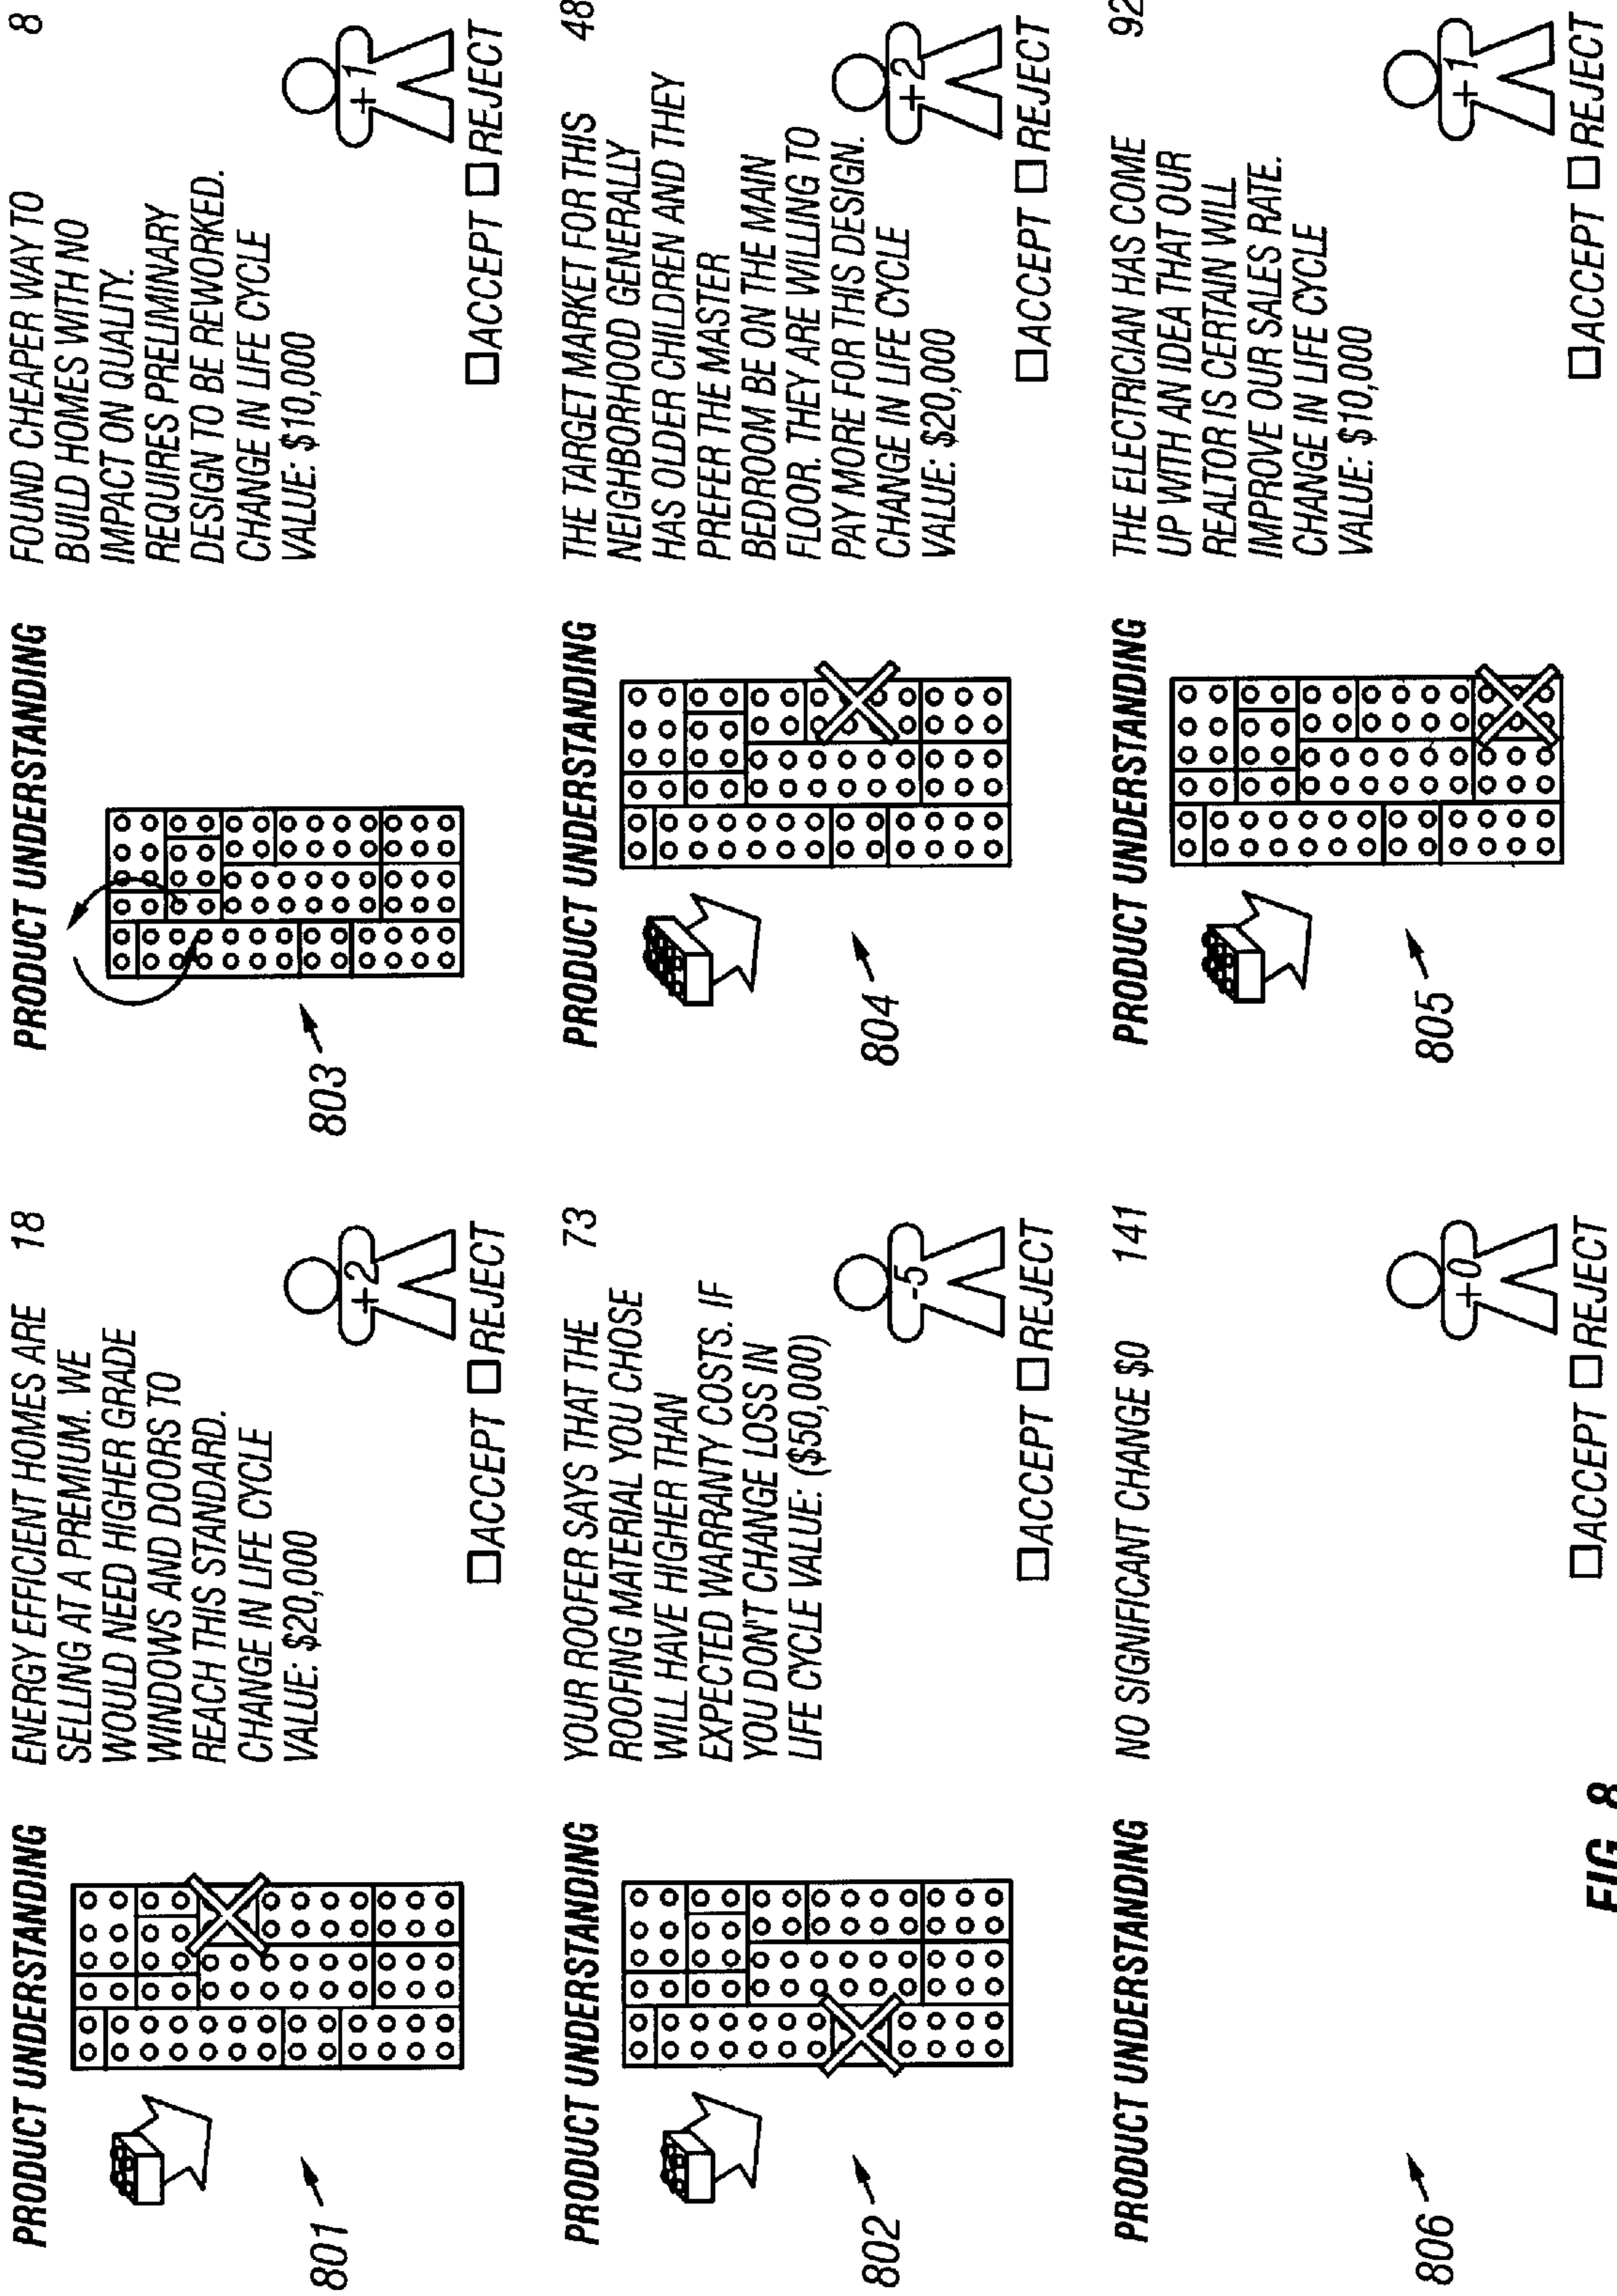 PRODUCT UNDERSTANDING
ENERGY EFFICIENT HOMES ARE 18
SELLING AT A PREMIUM. WE
WOULD NEED HIGHER GRADE
WINDOWS AND DOORS TO
REACH THIS STANDARD.
CHANGE IN LIFE CYCLE
VALUE: $20,000
+2
ACCEPT REJECT
801
PRODUCT UNDERSTANDING
FOUND CHEAPER WAY TO 8
BUILD HOMES WITH NO
IMPACT ON QUALITY.
REQUIRES PRELIMINARY
DESIGN TO BE REWORKED.
CHANGE IN LIFE CYCLE
VALUE: $10,000
+1
ACCEPT REJECT
803
PRODUCT UNDERSTANDING
YOUR ROOFER SAYS THAT THE 73
ROOFING MATERIAL YOU CHOSE
WILL HAVE HIGHER THAN
EXPECTED WARRANTY COSTS. IF
YOU DON'T CHANGE LOSS IN
LIFE CYCLE VALUE: ($50,000)
-5
ACCEPT REJECT
802
PRODUCT UNDERSTANDING
THE TARGET MARKET FOR THIS 48
NEIGHBORHOOD GENERALLY
HAS OLDER CHILDREN AND THEY
PREFER THE MASTER
BEDROOM BE ON THE MAIN
FLOOR. THEY ARE WILLING TO
PAY MORE FOR THIS DESIGN.
CHANGE IN LIFE CYCLE
VALUE: $20,000
+2
ACCEPT REJECT
804
PRODUCT UNDERSTANDING
NO SIGNIFICANT CHANGE $0 141
+0
ACCEPT REJECT
806
PRODUCT UNDERSTANDING
THE ELECTRICIAN HAS COME 92
UP WITH AN IDEA THAT OUR
REALTOR IS CERTAIN WILL
IMPROVE OUR SALES RATE.
CHANGE IN LIFE CYCLE
VALUE: $10,000
+1
ACCEPT REJECT
805
FIG. 8